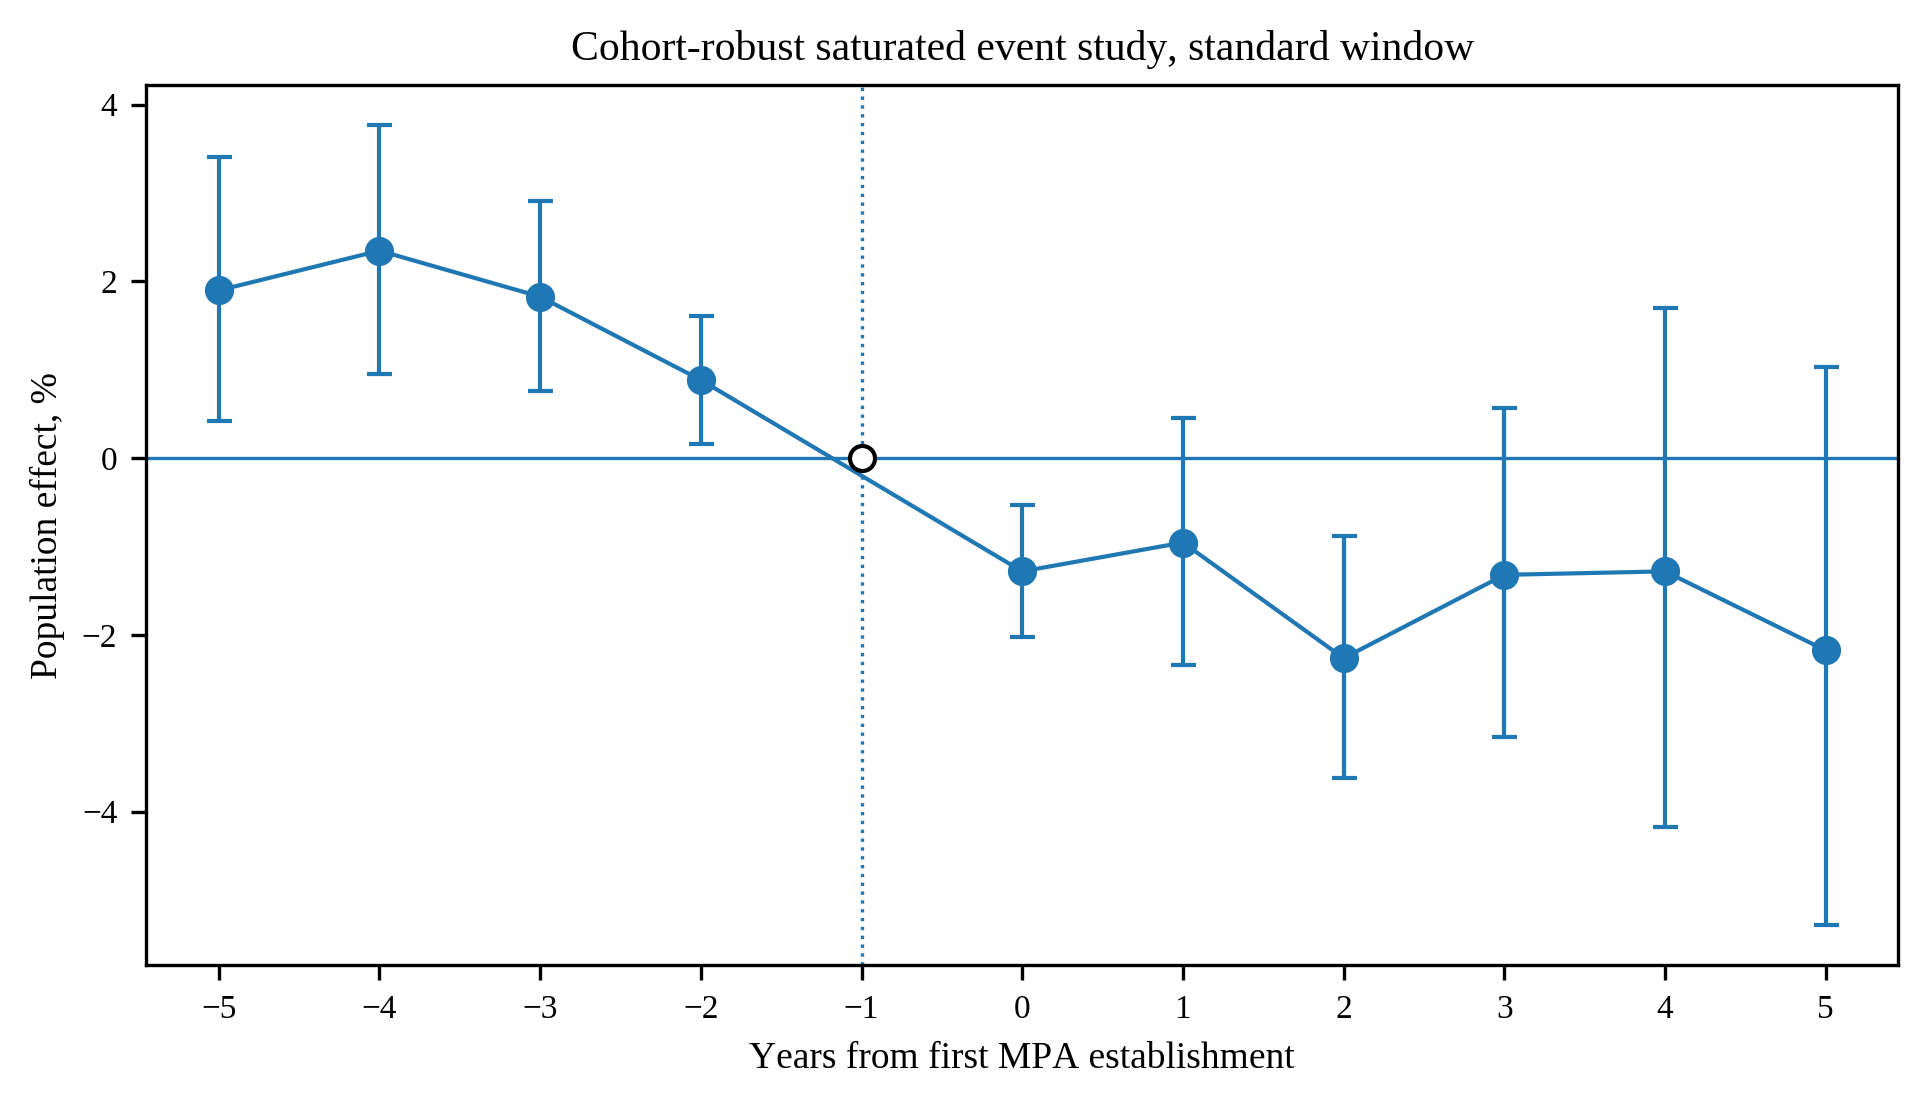 Cohort-robust saturated event study, standard window
4
2
0
−2
−4
Population effect, %
−5 −4 −3 −2 −1 0 1 2 3 4 5
Years from first MPA establishment